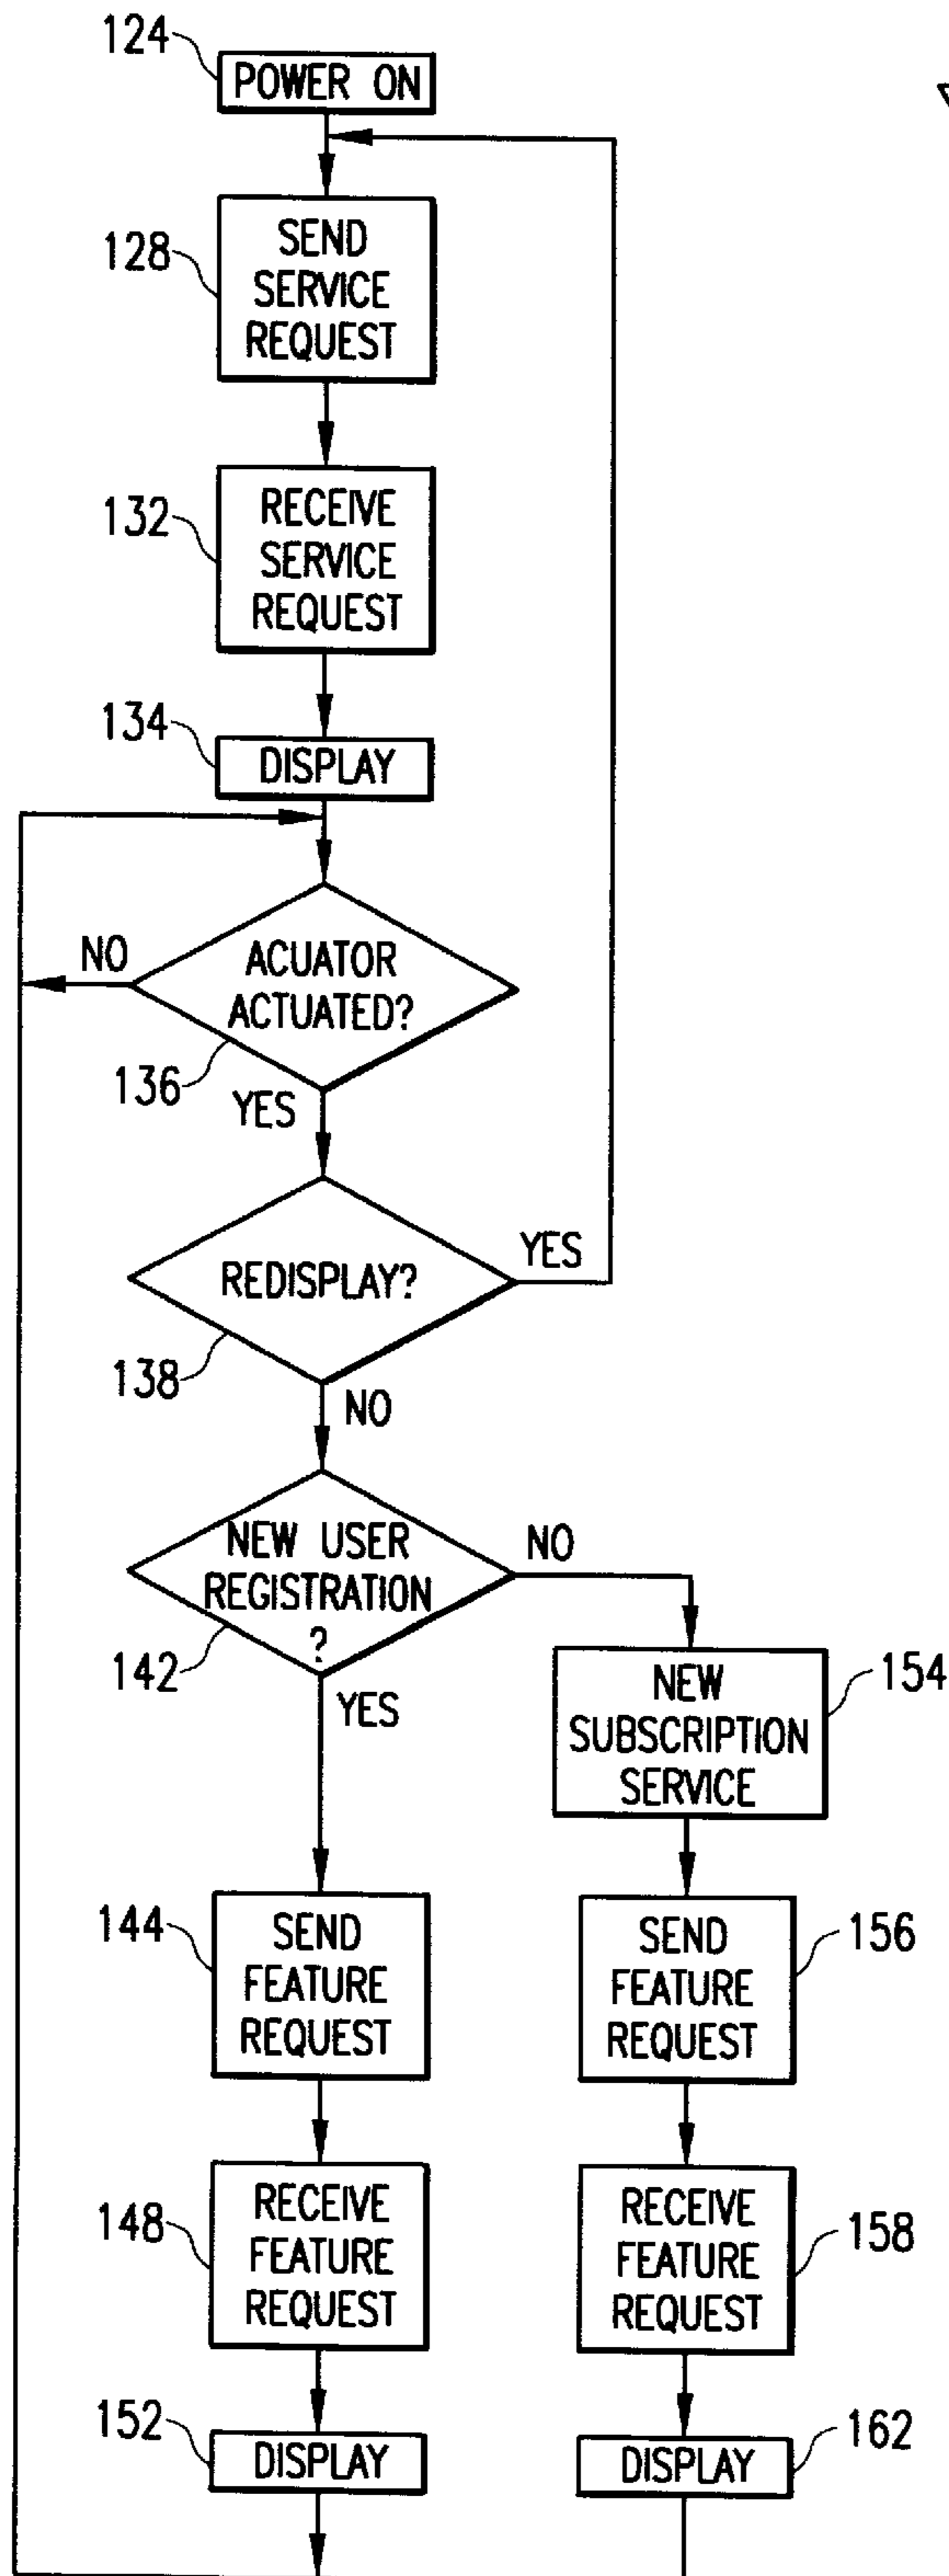 124
POWER ON
128
SEND
SERVICE
REQUEST
132
RECEIVE
SERVICE
REQUEST
134
DISPLAY
NO
ACUATOR
ACTUATED?
136
YES
REDISPLAY?
YES
138
NO
NEW USER
REGISTRATION
?
NO
142
YES
NEW
SUBSCRIPTION
SERVICE
154
144
SEND
FEATURE
REQUEST
SEND
FEATURE
REQUEST
156
148
RECEIVE
FEATURE
REQUEST
RECEIVE
FEATURE
REQUEST
158
152
DISPLAY
DISPLAY
162